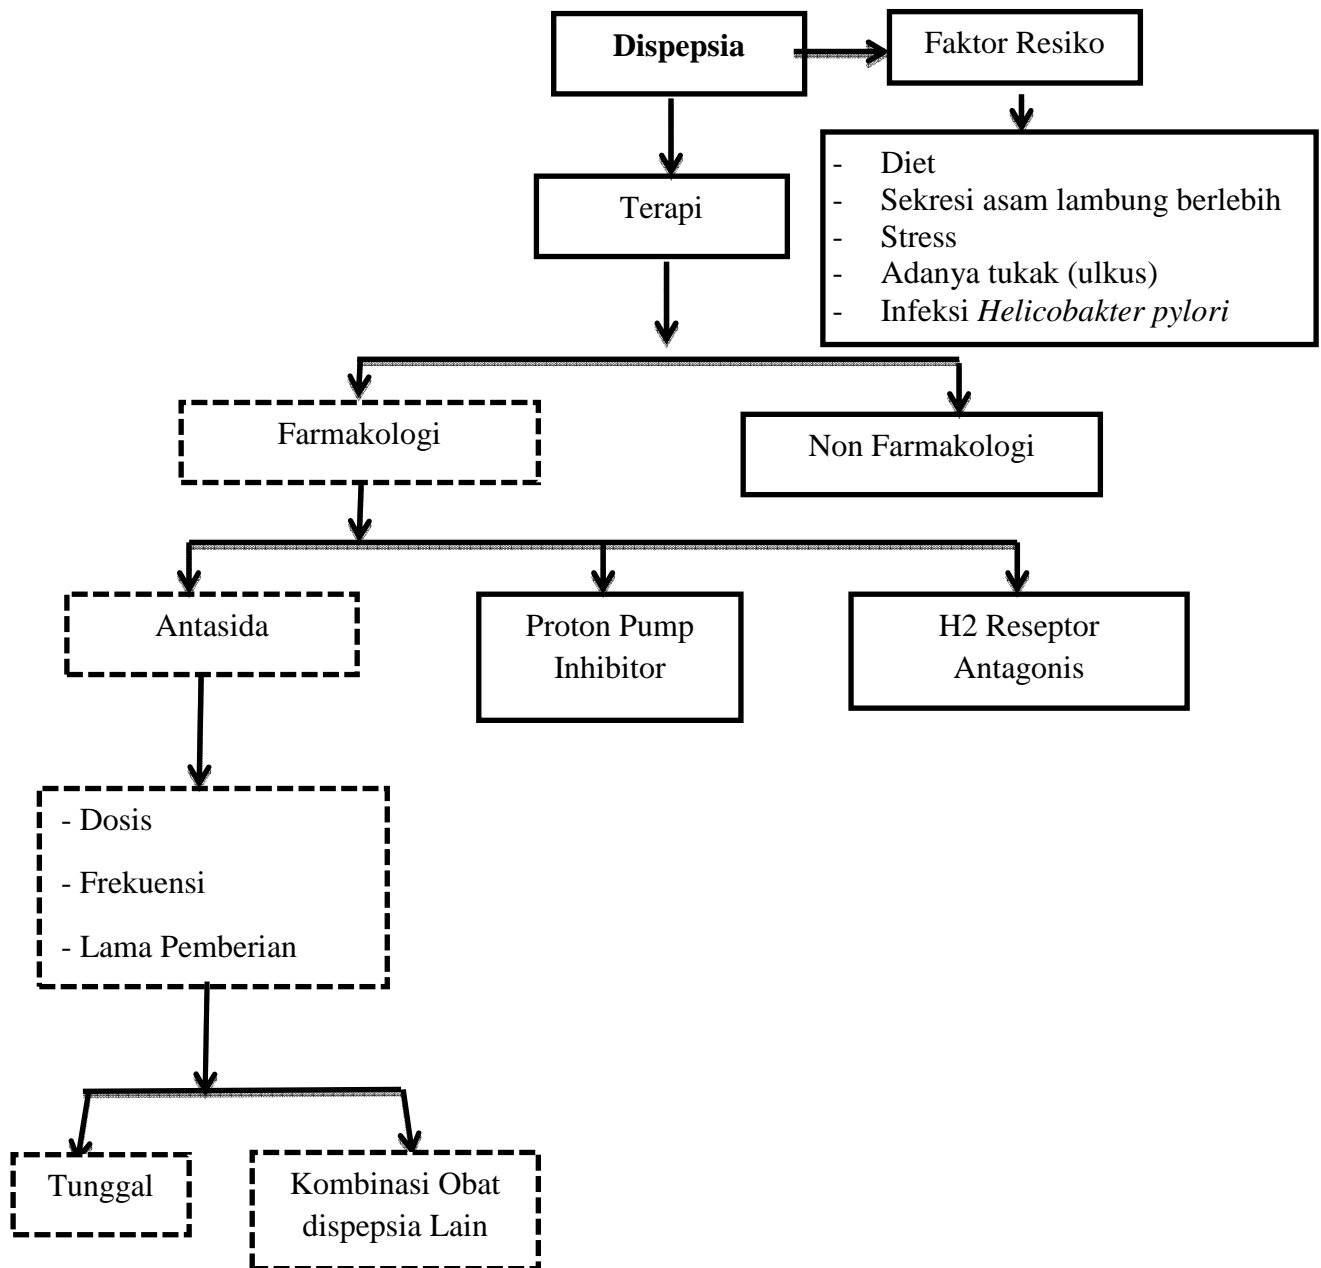 Dispepsia
Faktor Resiko
- Diet
- Sekresi asam lambung berlebih
- Stress
- Adanya tukak (ulkus)
- Infeksi Helicobakter pylori
Terapi
Farmakologi
Non Farmakologi
Antasida
Proton Pump
Inhibitor
H2 Reseptor
Antagonis
- Dosis
- Frekuensi
- Lama Pemberian
Tunggal
Kombinasi Obat
dispepsia Lain